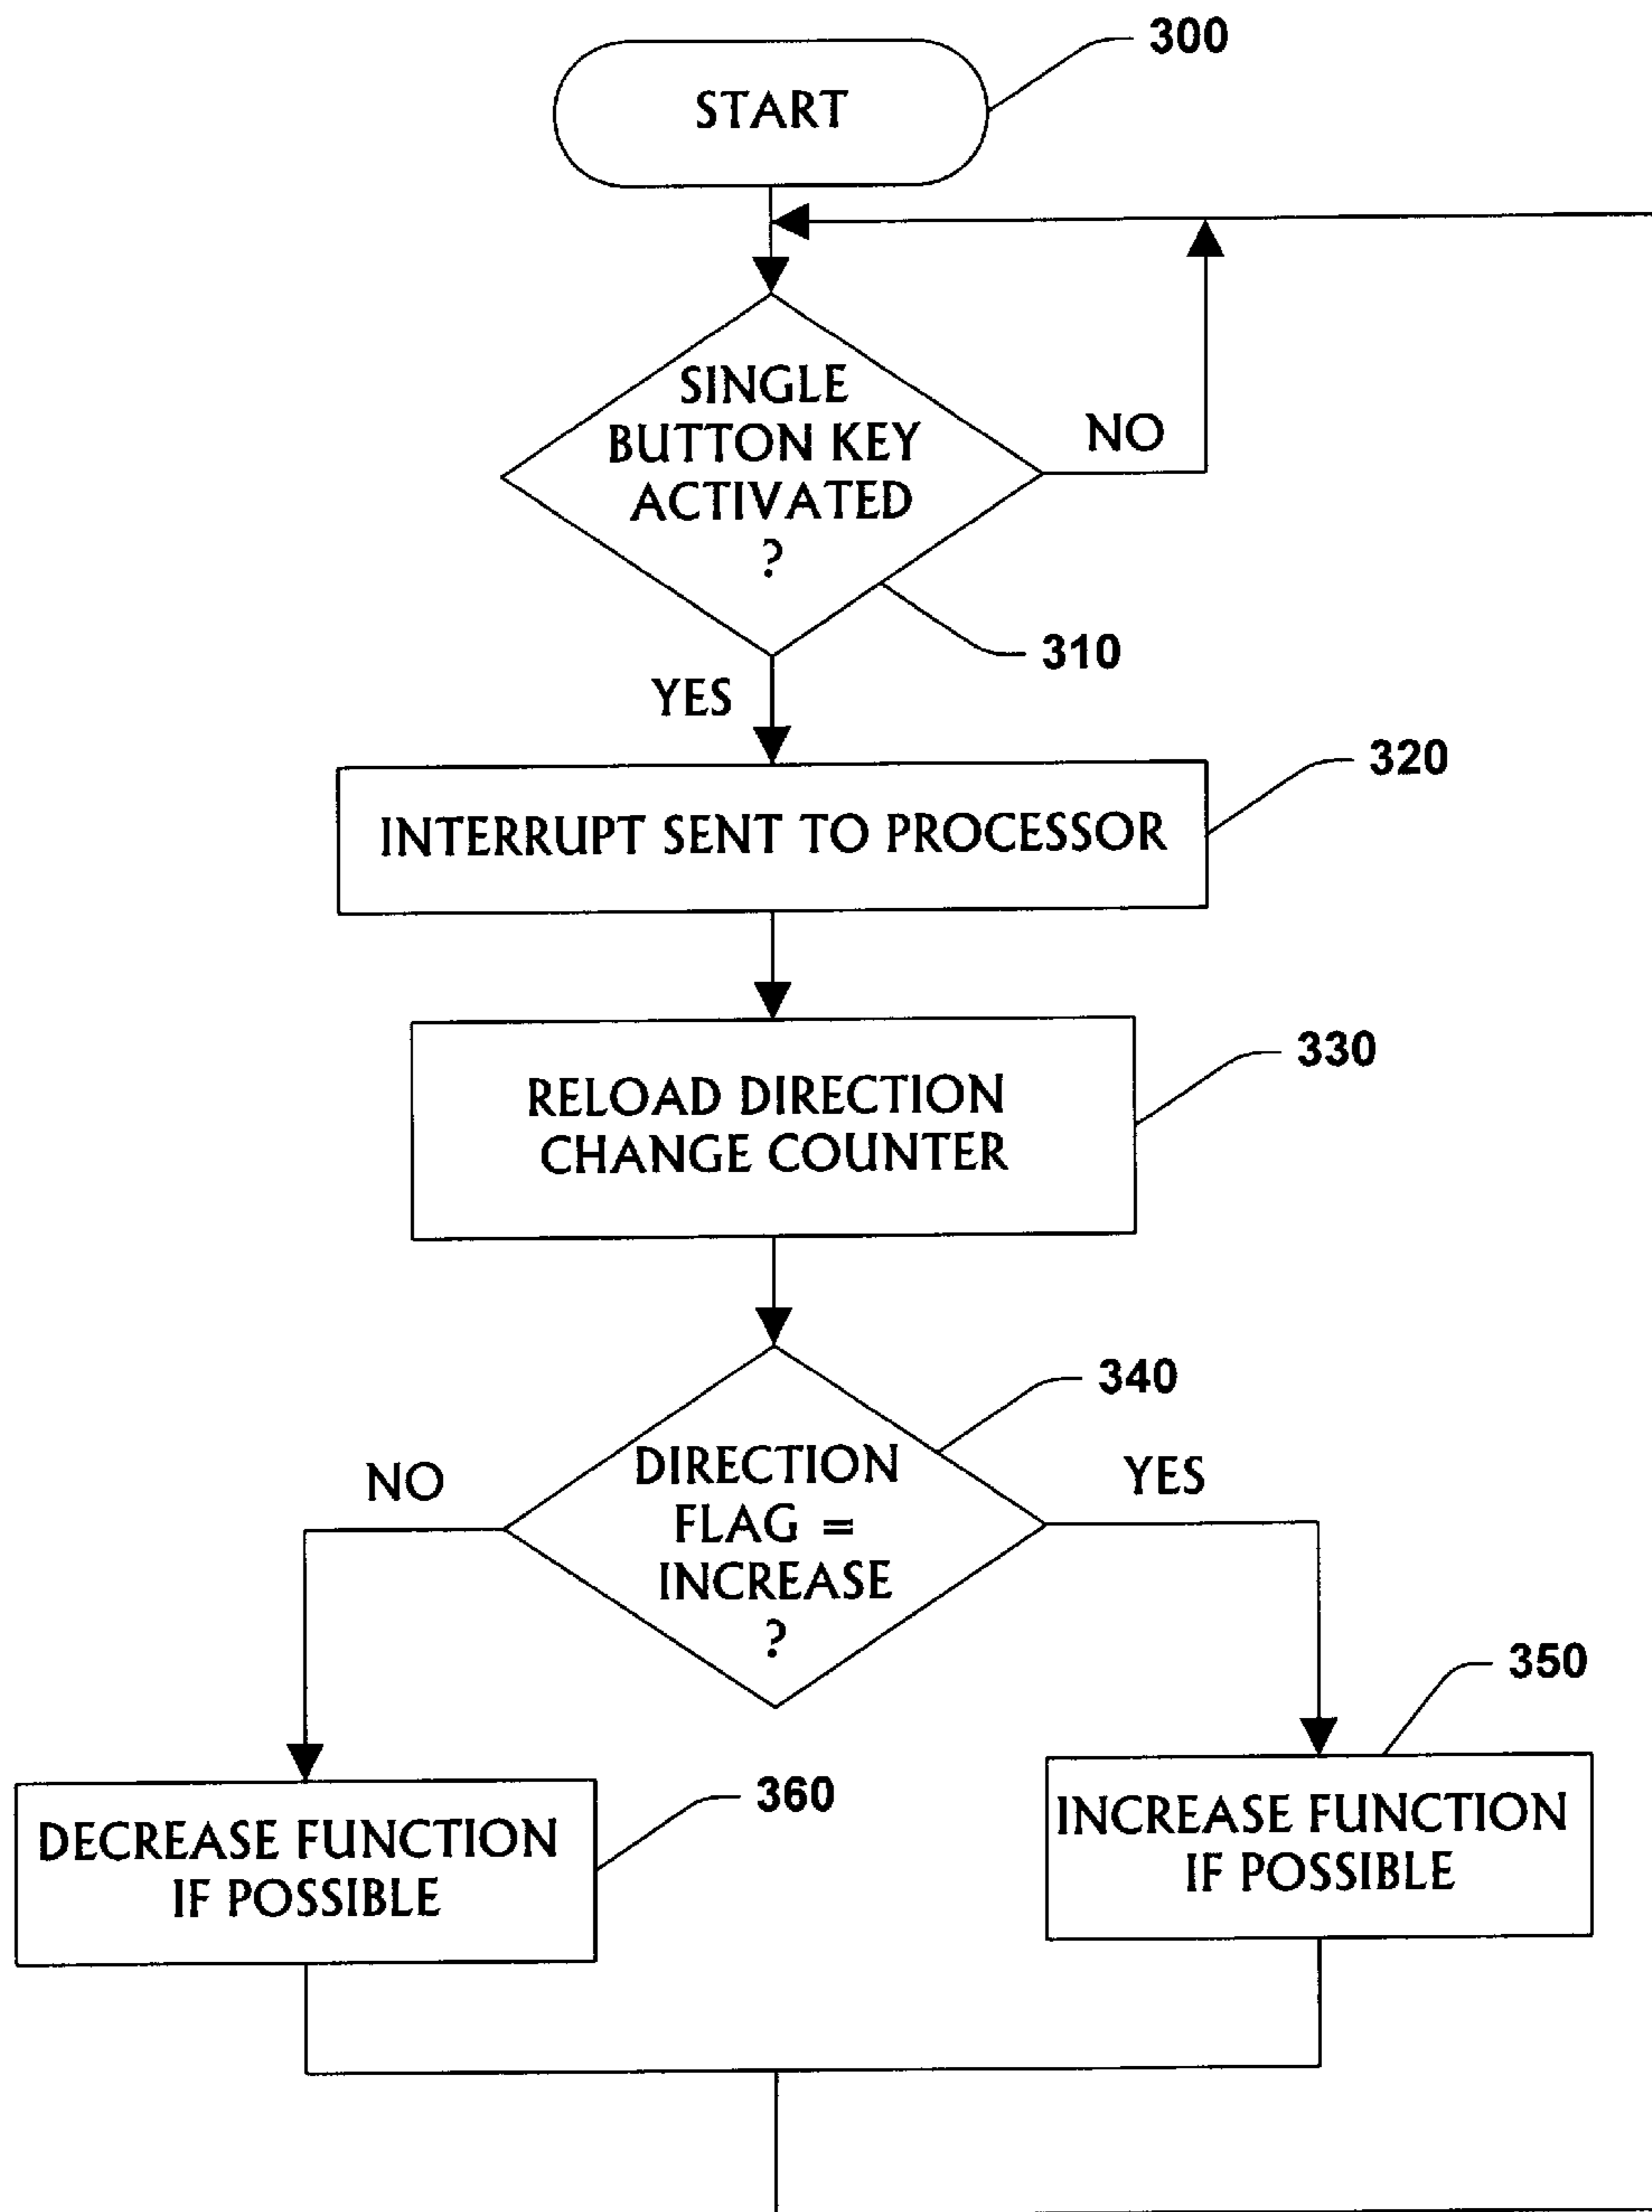 300
START
SINGLE
BUTTON KEY
ACTIVATED
?
NO
310
YES
320
INTERRUPT SENT TO PROCESSOR
330
RELOAD DIRECTION
CHANGE COUNTER
340
DIRECTION
FLAG =
INCREASE
?
NO
YES
350
360
DECREASE FUNCTION
IF POSSIBLE
INCREASE FUNCTION
IF POSSIBLE